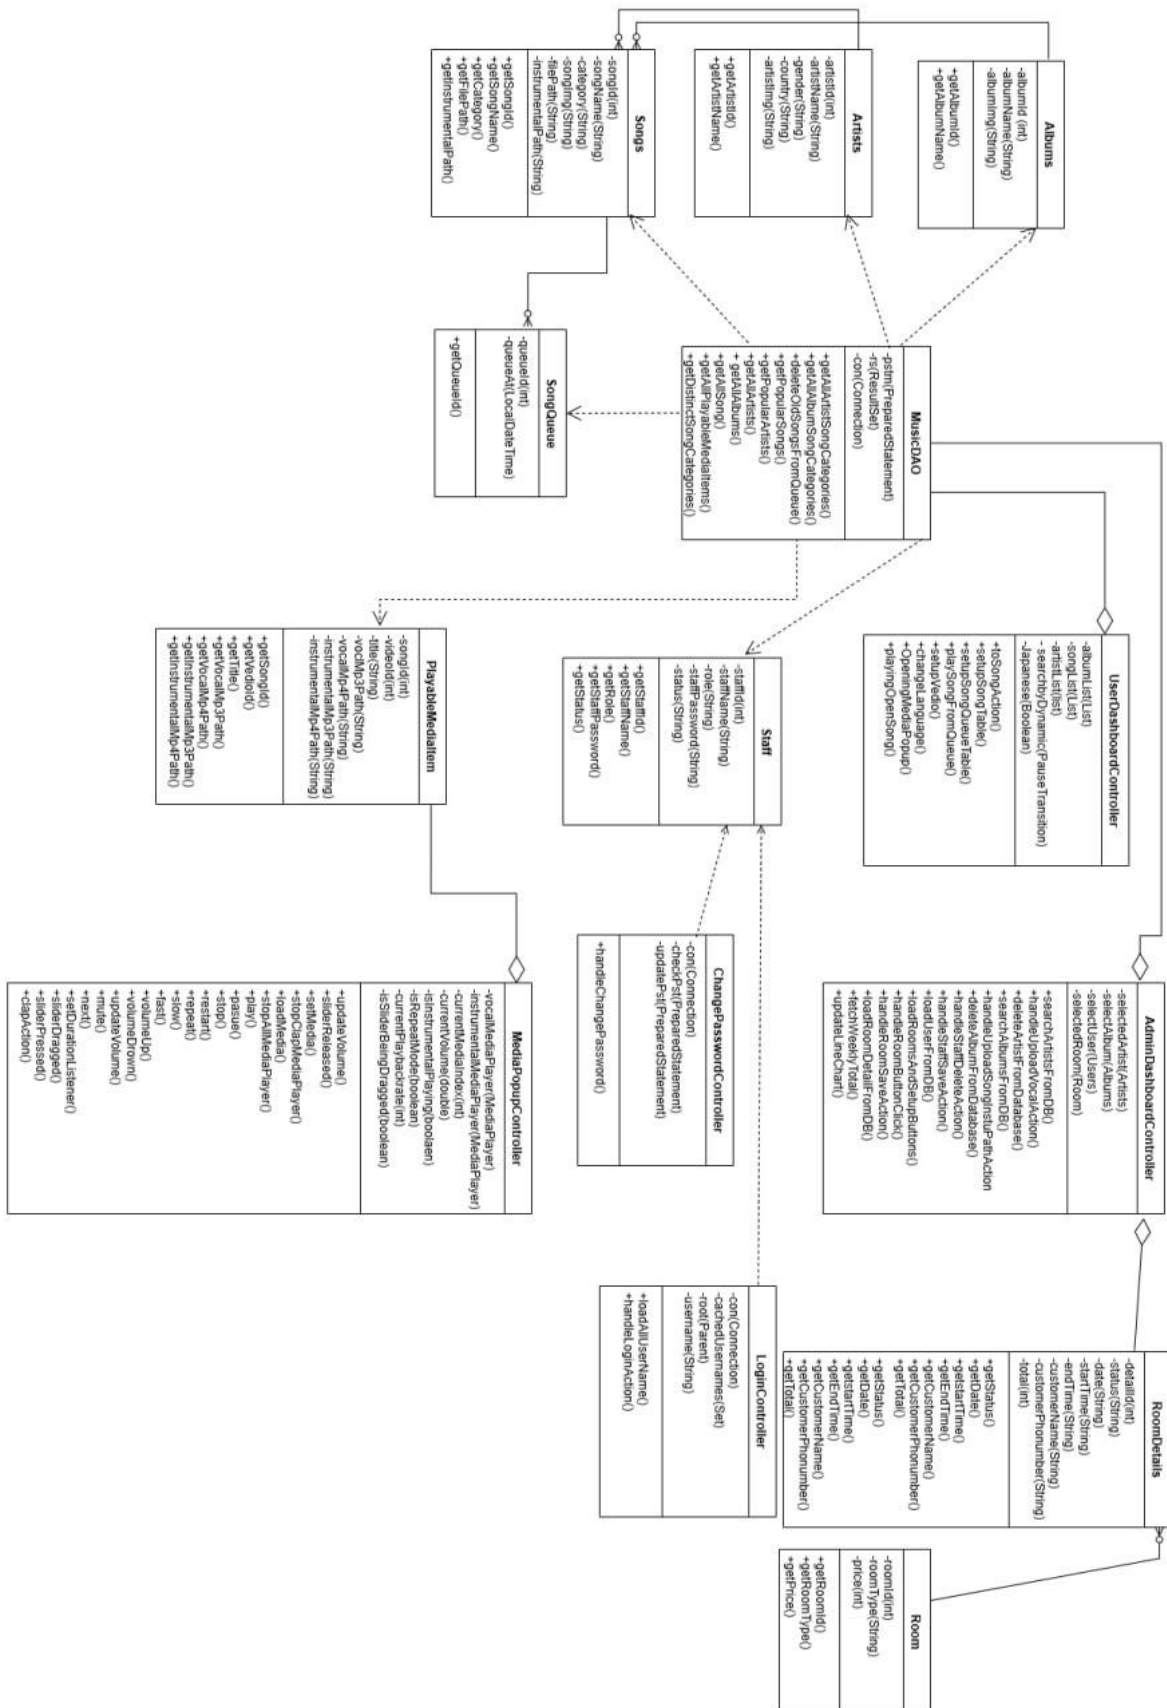 Albums
-albumId (int)
-albumName(String)
-albumImg(String)
+getAlbumId()
+getAlbumName()
Artists
-artistId(int)
-artistName(String)
-gender(String)
-country(String)
-artistImg(String)
+getArtistId()
+getArtistName()
Songs
-songId(int)
-songName(String)
-category(String)
-songImg(String)
-filePath(String)
-instrumentalPath(String)
+getSongId()
+getSongName()
+getCategory()
+getFilePath()
+getInstrumentalPath()
MusicDAO
-pstm(PreparedStatement)
-rs(ResultSet)
-con(Connection)
+getAllArtistSongCategories()
+getAllAlbumSongCategories()
+deleteOldSongsFromQueue()
+getPopularSongs()
+getPopularArtists()
+getAllArtists()
+ getAllAlbums()
+getAllSong()
+getAllPlayableMediaItems()
+getDistinctSongCategories()
SongQueue
-queueId(int)
-queueAt(LocalDateTime)
+getQueueId()
UserDashboardController
-albumList(List)
-songList(List)
-artistList(list)
- searchbyDynamic(PauseTransition)
-Japanese(Boolean)
+toSongAction()
+setupSongTable()
+setupSongQueueTable()
+playSongFromQueue()
+setupVedio()
+changeLanguage()
+OpeningMediaPopup()
+playingOpenSong()
Staff
-staffId(int)
-staffName(String)
-role(String)
-staffPassword(String)
-status(String)
+getStaffId()
+getStaffName()
+getRole()
+getStaffPassword()
+getStatus()
PlayableMediaItem
-songId(int)
-videoId(int)
-title(String)
-vociMp3Path(String)
-vocalMp4Path(String)
-instrumentalMp3Path(String)
-instrumentalMp4Path(String)
+getSongId()
+getVedioId()
+getTitle()
+getVocalMp3Path()
+getVocalMp4Path()
+getInstrumentalMp3Path()
+getInstrumentalMp4Path()
AdminDashboardController
-selectedArtist(Artists)
-selectAlbum(Albums)
-selectUser(Users)
-selectedRoom(Room)
+searchArtistsFromDB()
+handleUploadVocalAction()
+deleteArtistFromDatabase()
+searchAlbumsFromDB()
+handleUploadSongInstuPathAction
+deleteAlbumFromDatabase()
+handleStaffDeleteAction()
+handleStaffSaveAction()
+loadUserFromDB()
+loadRoomsAndSetupButtons()
+handleRoomButtonClick()
+handleRoomSaveAction()
+loadRoomDetailFromDB()
+fetchWeeklyTotal()
+updateLineChart()
ChangePasswordController
-con(Connection)
-checkPst(PreparedStatement)
-updatePst(PreparedStatement)
+handleChangePassword()
MediaPopupController
-vocalMediaPlayer(MediaPlayer)
-instrumentalMediaPlayer(MediaPlayer)
-currentMediaIndex(int)
-currentVolume(double)
-isInstrumentalPlaying(boolaen)
-isRepeatMode(boolean)
-currentPlaybackrate(int)
-isSliderBeingDragged(boolean)
+updateVolume()
+sliderReleased()
+setMedia()
+stopClapMediaPlayer()
+loadMedia()
+stopAllMediaPlayer()
+play()
+pasue()
+stop()
+restart()
+repeat()
+slow()
+fast()
+volumeUp()
+volumeDrown()
+updateVolume()
+mute()
+next()
+setDurationListener()
+sliderDragged()
+sliderPressed()
+clapAction()
RoomDetails
-detailId(int)
-status(String)
-date(String)
-startTime(String)
-endTime(String)
-customerName(String)
-customerPhonumber(String)
-total(int)
+getStatus()
+getDate()
+getstartTime()
+getEndTime()
+getCustomerName()
+getCustomerPhonumber()
+getTotal()
+getStatus()
+getDate()
+getstartTime()
+getEndTime()
+getCustomerName()
+getCustomerPhonumber()
+getTotal()
LoginController
-con(Connection)
-cachedUsernames(Set)
-root(Parent)
-username(String)
+loadAllUserName()
+handleLoginAction()
Room
-roomId(int)
-roomType(String)
-price(int)
+getRoomId()
+getRoomType()
+getPrice()